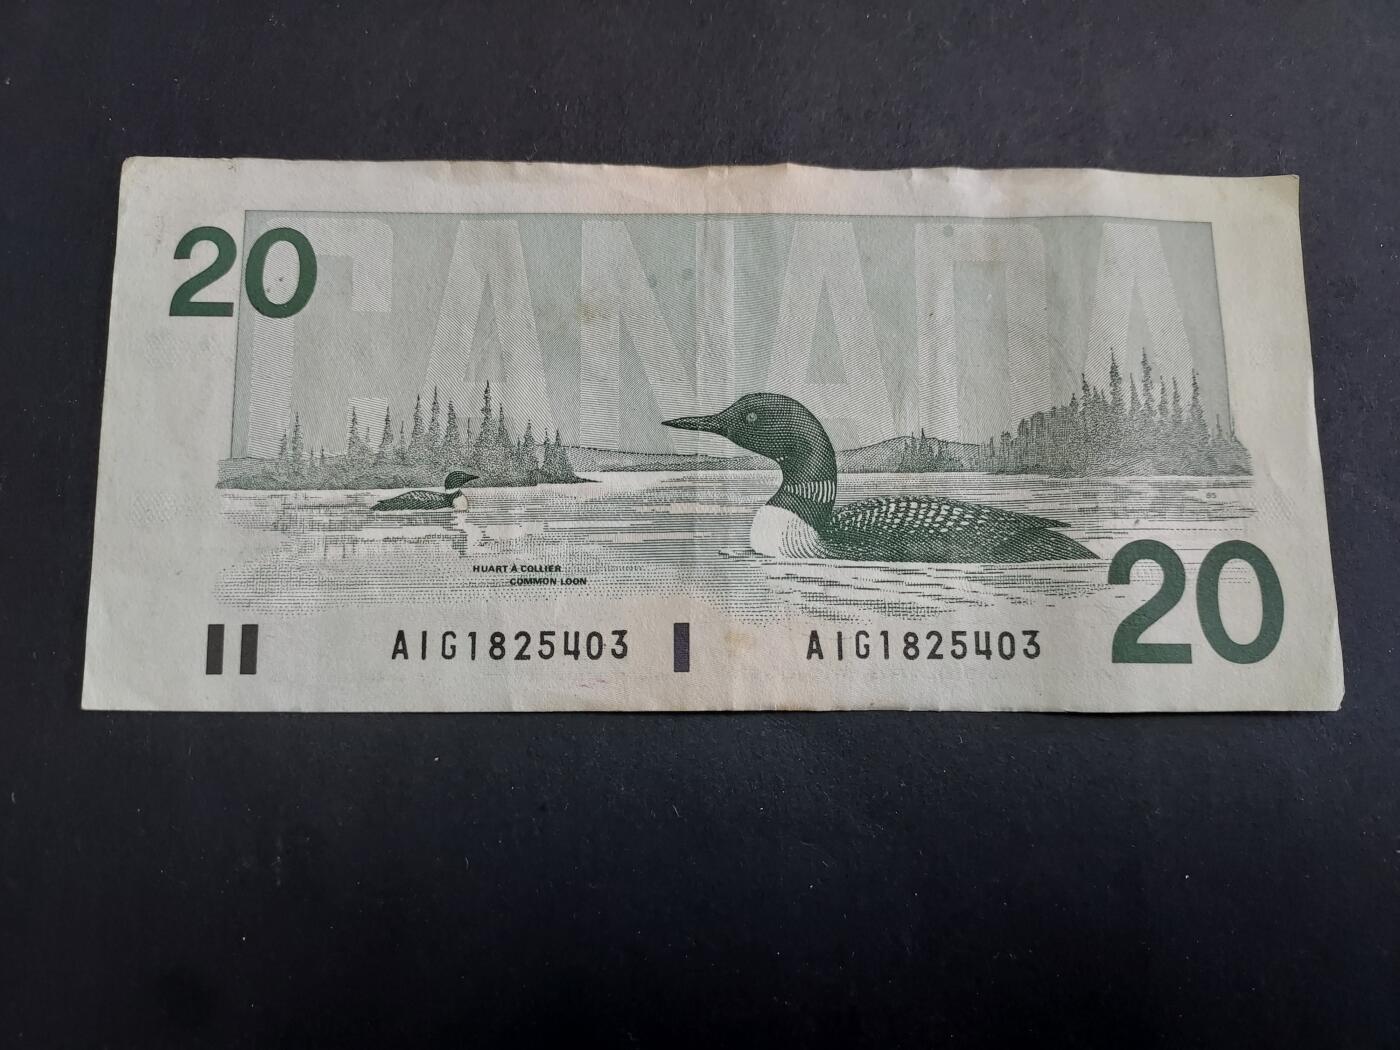 20
CANADA
HUART À COLLIER
COMMON LOON
AIG1825403
AIG1825403
20